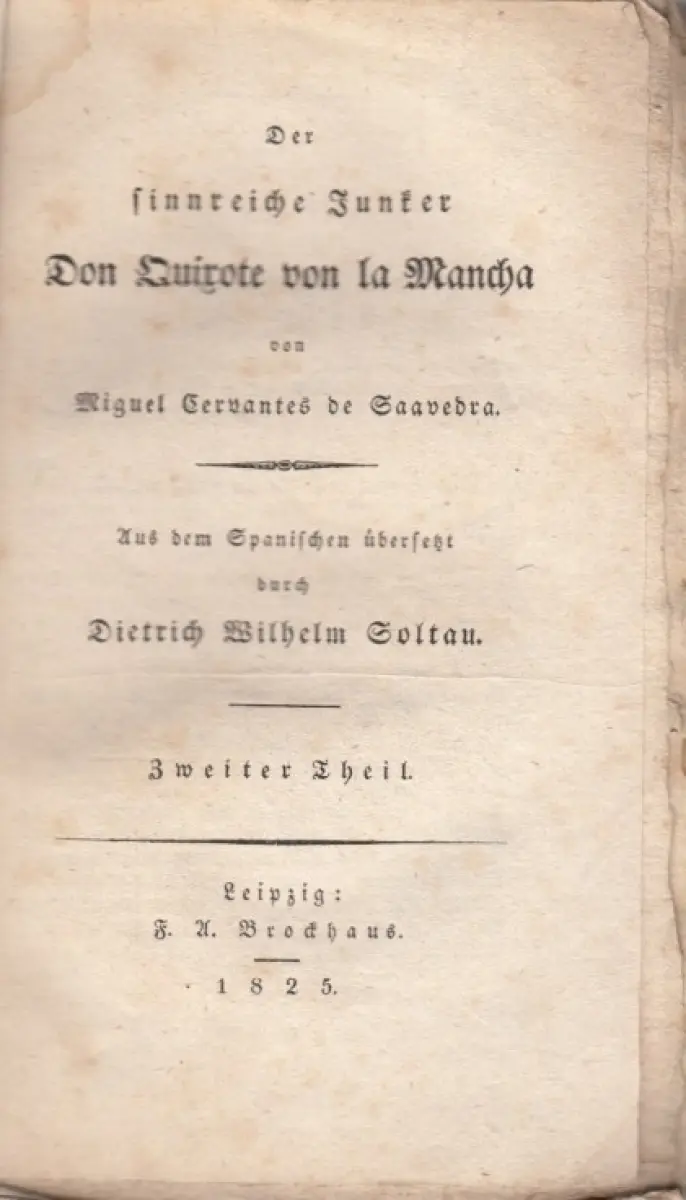 Der
sinnreiche Junker
Don Quixote von la Mancha
von
Miguel Cervantes de Saavedra.
Aus dem Spanischen übersetzt
durch
Dietrich Wilhelm Soltau.
Zweiter Theil.
Leipzig:
F. A. Brockhaus.
1825.